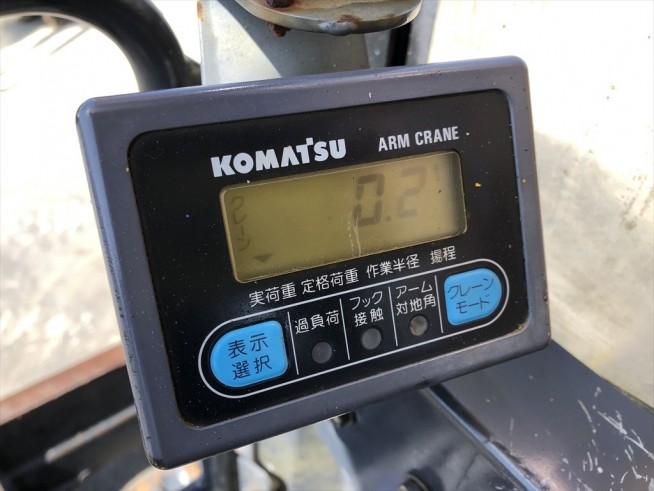 KOMATSU ARM CRANE
クレーン
0.2
実荷重 定格荷重 作業半径 揚程
過負荷
フック
接触
アーム
対地角
表示
選択
クレーン
モード